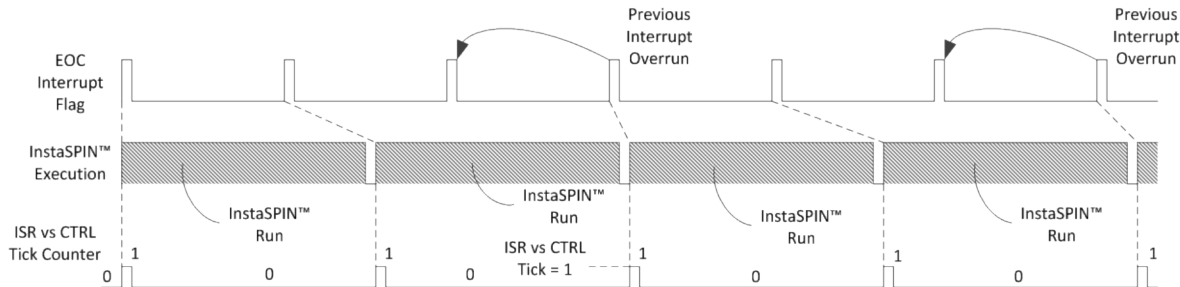 Previous
Interrupt
Overrun
Previous
Interrupt
Overrun
EOC
Interrupt
Flag
InstaSPIN™
Execution
InstaSPIN™
Run
InstaSPIN™
Run
InstaSPIN™
Run
InstaSPIN™
Run
ISR vs CTRL
Tick Counter
ISR vs CTRL
Tick = 1
0 1 0 1 0 1 0 1 0 1